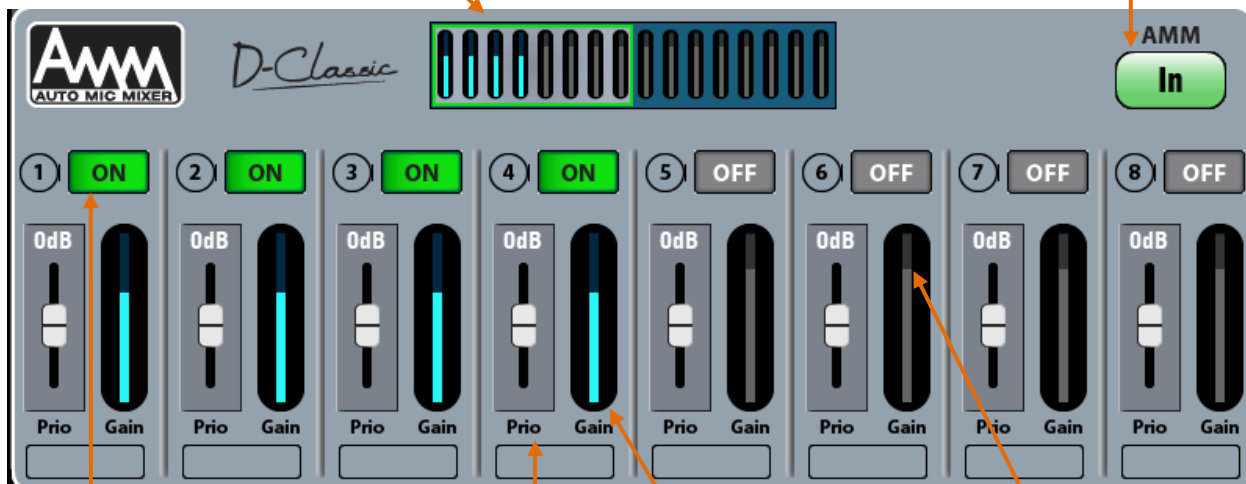 AMM
AUTO MIC MIXER
D-Classic
AMM
In
1 ON 2 ON 3 ON 4 ON 5 OFF 6 OFF 7 OFF 8 OFF
0dB 0dB 0dB 0dB 0dB 0dB 0dB 0dB
Prio Gain Prio Gain Prio Gain Prio Gain Prio Gain Prio Gain Prio Gain Prio Gain